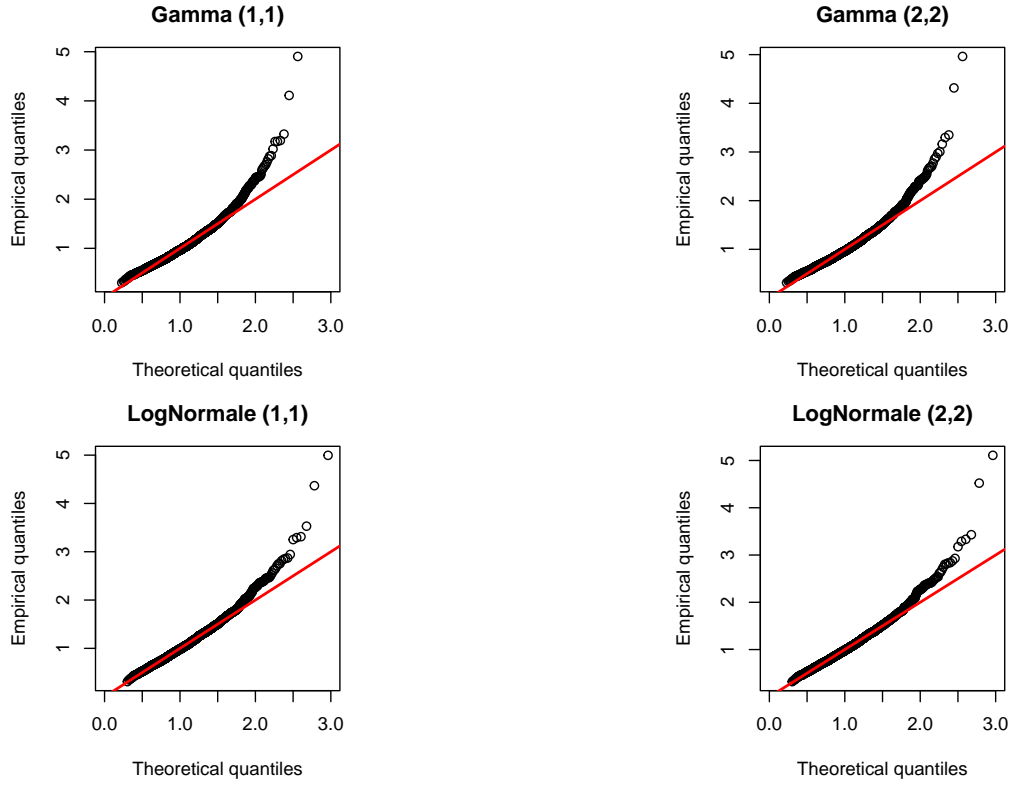 Gamma (1,1)
Empirical quantiles
5
4
3
2
1
0.0 1.0 2.0 3.0
Theoretical quantiles
Gamma (2,2)
Empirical quantiles
5
4
3
2
1
0.0 1.0 2.0 3.0
Theoretical quantiles
LogNormale (1,1)
Empirical quantiles
5
4
3
2
1
0.0 1.0 2.0 3.0
Theoretical quantiles
LogNormale (2,2)
Empirical quantiles
5
4
3
2
1
0.0 1.0 2.0 3.0
Theoretical quantiles